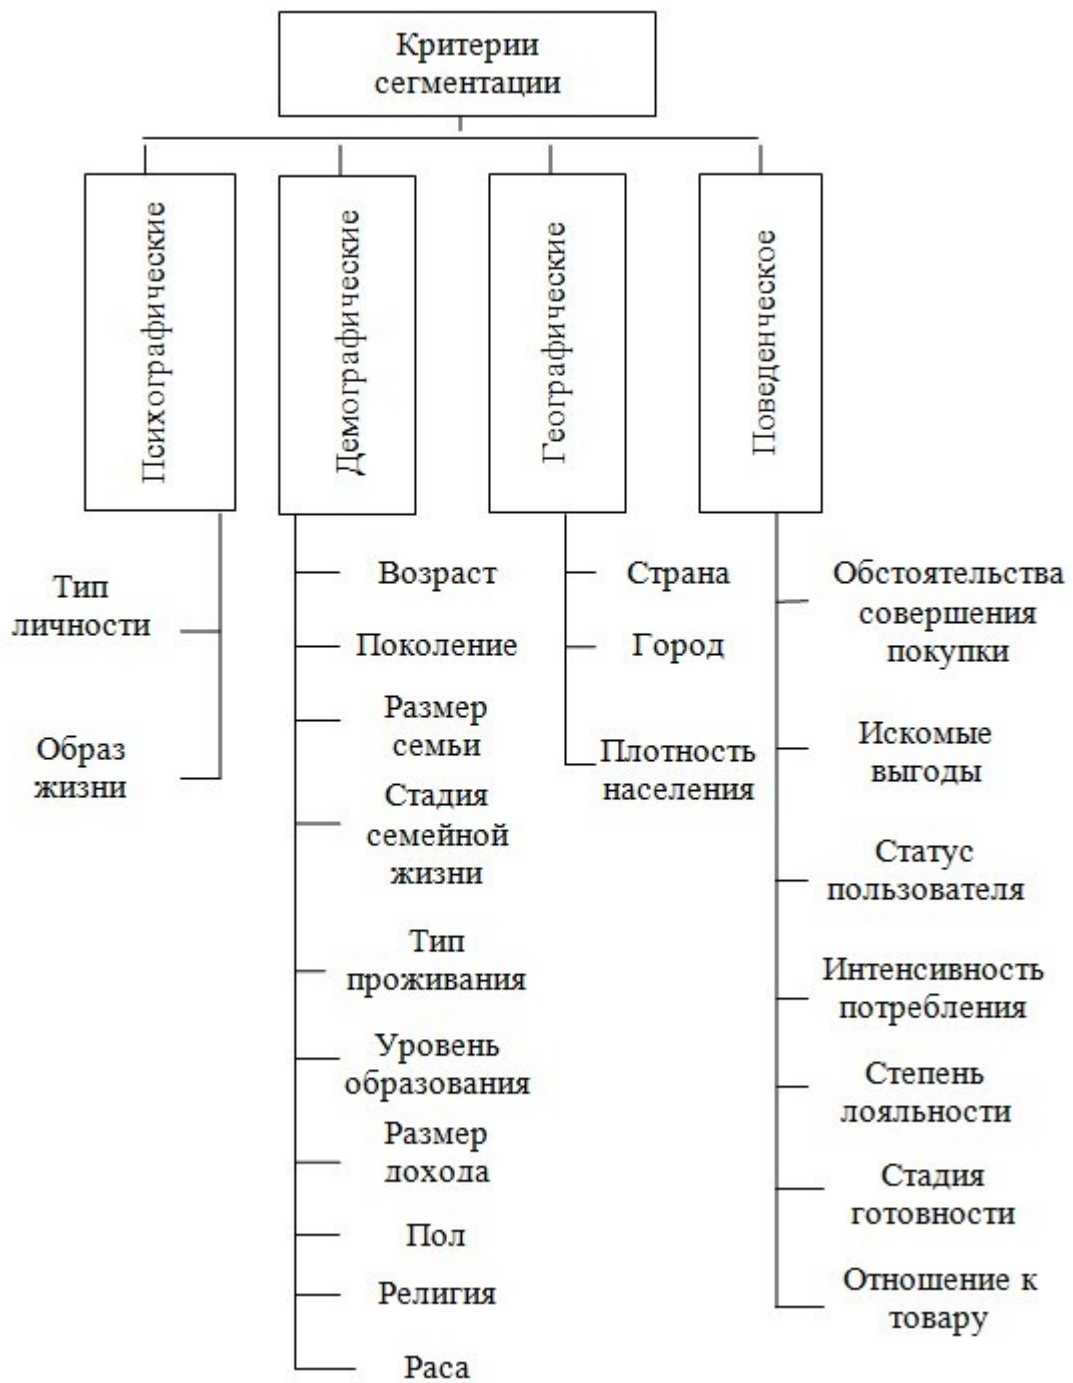 Критерии
сегментации
Психографические
Демографические
Географические
Поведенческое
Тип
личности
Образ
жизни
Возраст
Поколение
Размер
семьи
Стадия
семейной
жизни
Тип
проживания
Уровень
образования
Размер
дохода
Пол
Религия
Раса
Страна
Город
Плотность
населения
Обстоятельства
совершения
покупки
Искомые
выгоды
Статус
пользователя
Интенсивность
потребления
Степень
лояльности
Стадия
готовности
Отношение к
товару